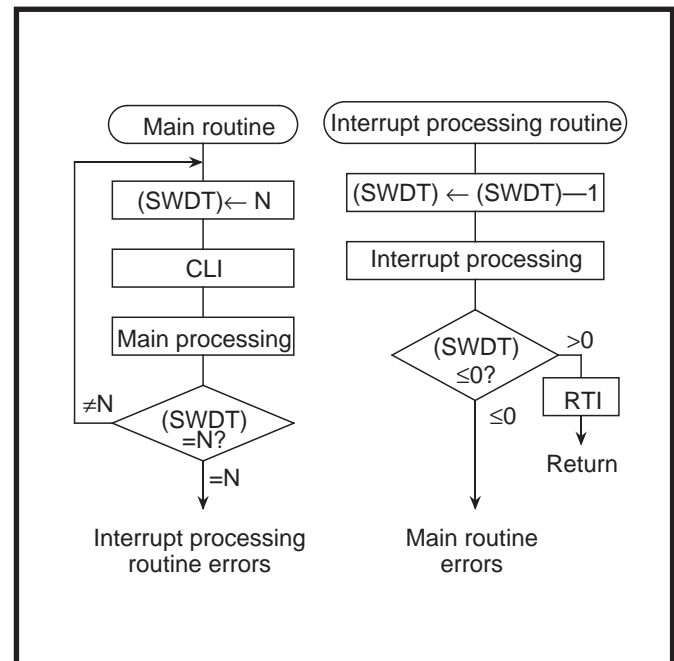 Main routine
(SWDT)← N
CLI
Main processing
≠N
(SWDT)
=N?
=N
Interrupt processing
routine errors
Interrupt processing routine
(SWDT) ← (SWDT)—1
Interrupt processing
(SWDT)
≤0?
>0
RTI
Return
≤0
Main routine
errors